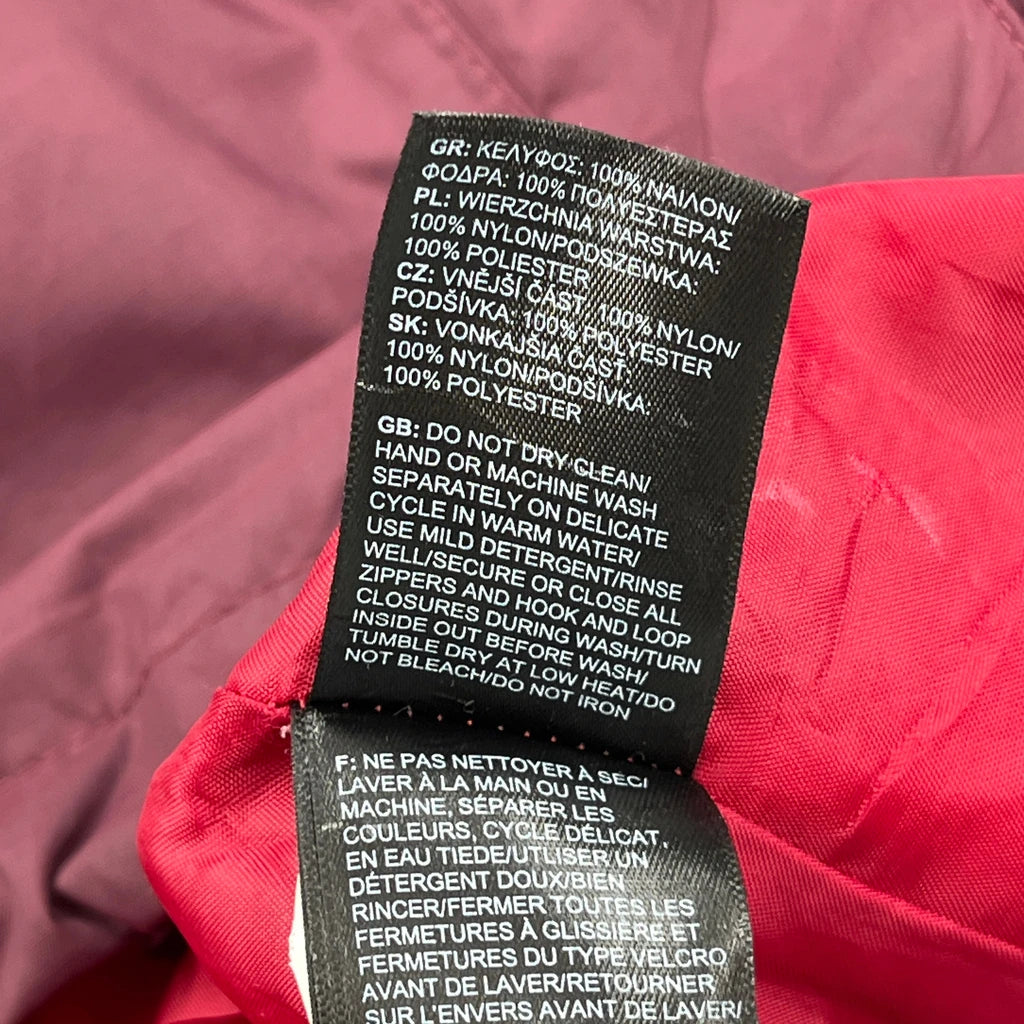 GR: ΚΕΛΥΦΟΣ: 100% ΝΑΙΛΟΝ/
ΦΟΔΡΑ: 100% ΠΟΛΥΕΣΤΕΡΑΣ
PL: WIERZCHNIA WARSTWA:
100% NYLON/PODSZEWKA:
100% POLIESTER
CZ: VNĚJŠÍ ČÁST, 100% NYLON/
PODŠÍVKA: 100% POLYESTER
SK: VONKAJŠIA ČASŤ,
100% NYLON/PODŠÍVKA:
100% POLYESTER
GB: DO NOT DRY CLEAN/
HAND OR MACHINE WASH
SEPARATELY ON DELICATE
CYCLE IN WARM WATER/
USE MILD DETERGENT/RINSE
WELL/SECURE OR CLOSE ALL
ZIPPERS AND HOOK AND LOOP
CLOSURES DURING WASH/TURN
INSIDE OUT BEFORE WASH/
TUMBLE DRY AT LOW HEAT/DO
NOT BLEACH/DO NOT IRON
F: NE PAS NETTOYER À SEC/
LAVER À LA MAIN OU EN
MACHINE, SÉPARER LES
COULEURS, CYCLE DÉLICAT,
EN EAU TIEDE/UTLISER UN
DÉTERGENT DOUX/BIEN
RINCER/FERMER TOUTES LES
FERMETURES À GLISSIÈRE ET
FERMETURES DU TYPE VELCRO
AVANT DE LAVER/RETOURNER
SUR L'ENVERS AVANT DE LAVER/